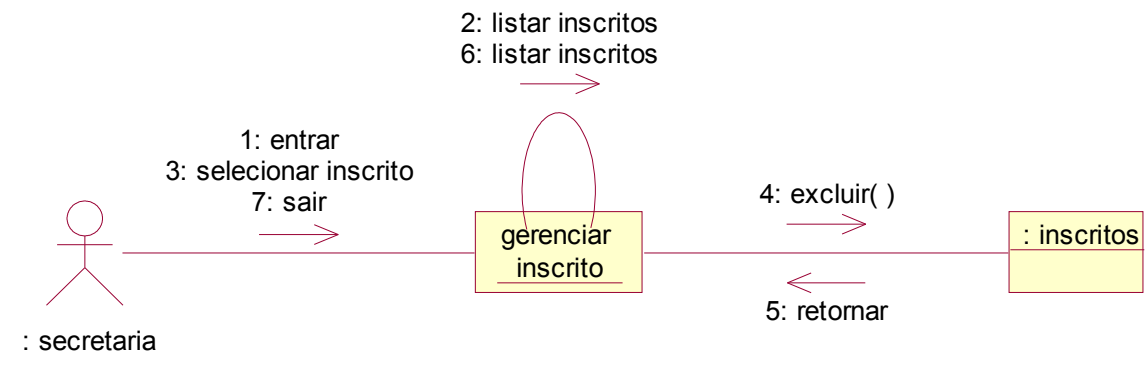 2: listar inscritos
6: listar inscritos
1: entrar
3: selecionar inscrito
7: sair
4: excluir( )
gerenciar
inscrito
: inscritos
5: retornar
: secretaria